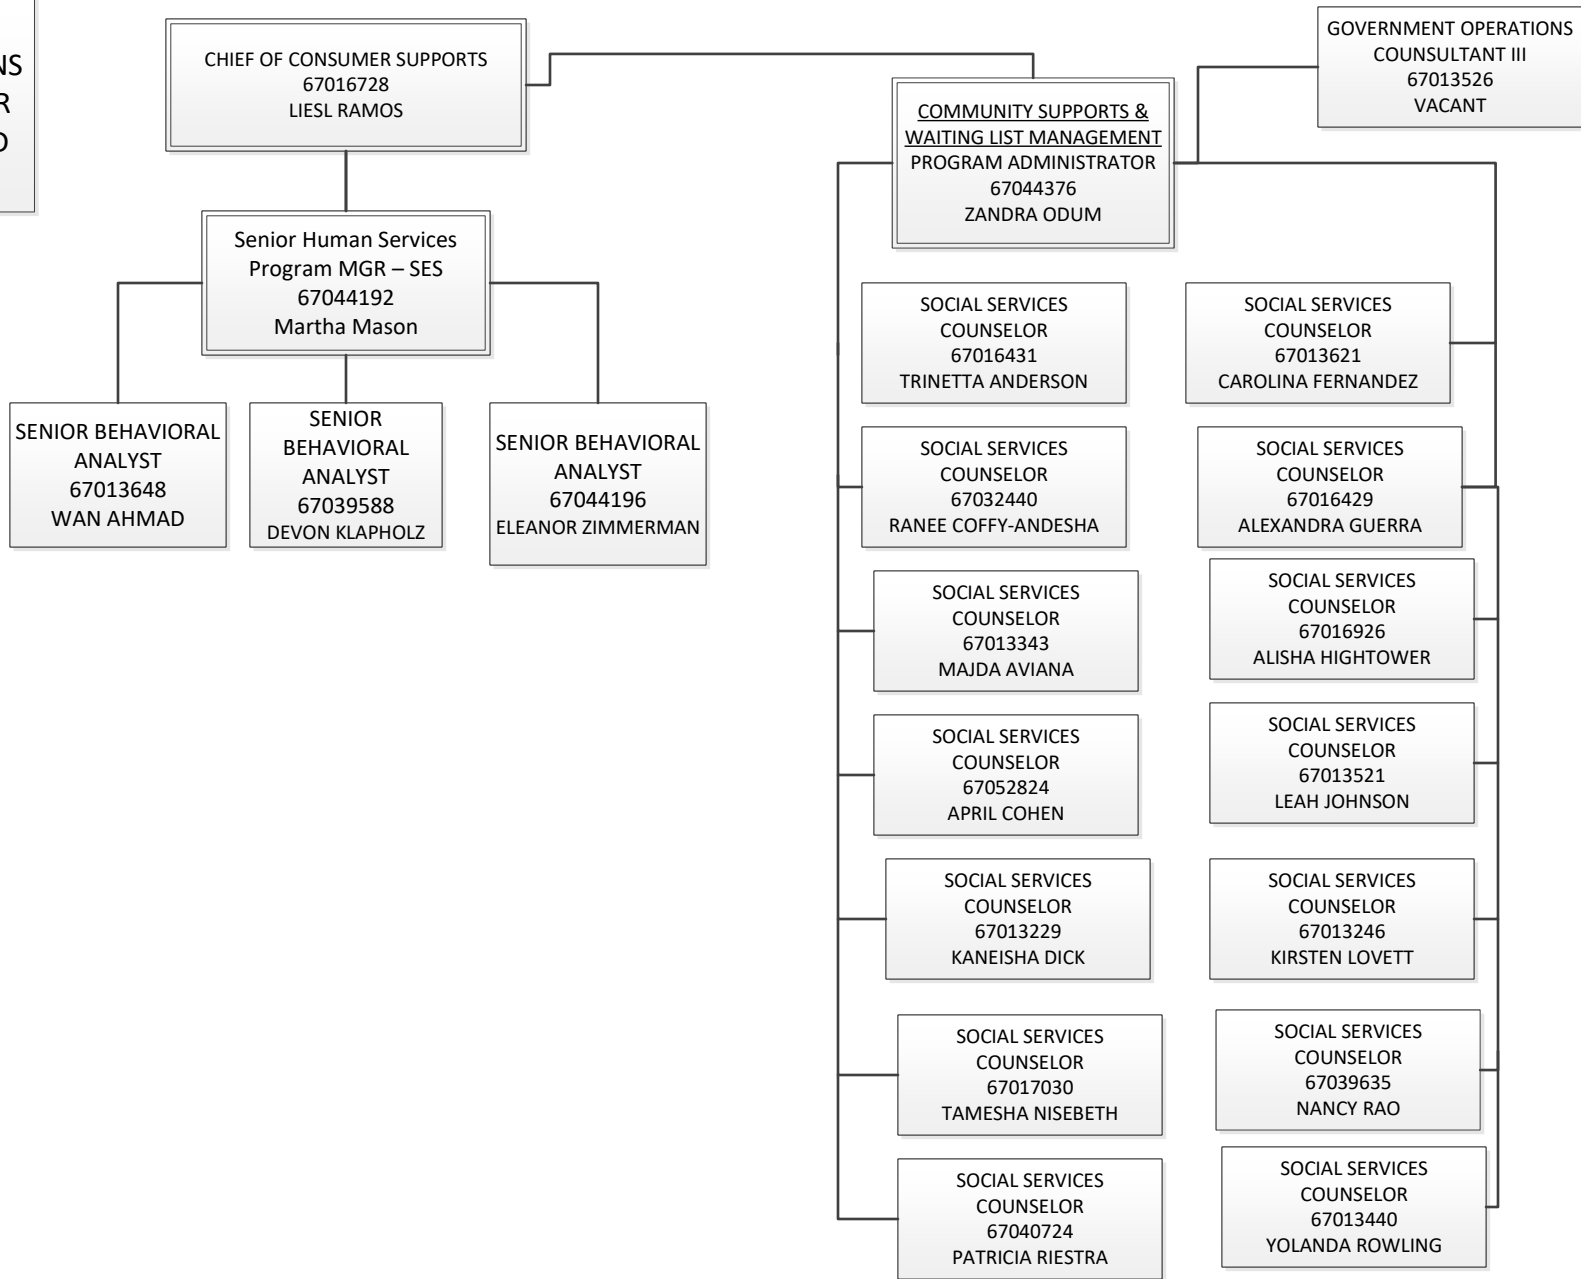 NS
R
CHIEF OF CONSUMER SUPPORTS
67016728
LIESL RAMOS
GOVERNMENT OPERATIONS
COUNSULTANT III
67013526
VACANT
COMMUNITY SUPPORTS &
WAITING LIST MANAGEMENT
PROGRAM ADMINISTRATOR
67044376
ZANDRA ODUM
Senior Human Services
Program MGR – SES
67044192
Martha Mason
SENIOR BEHAVIORAL
ANALYST
67013648
WAN AHMAD
SENIOR
BEHAVIORAL
ANALYST
67039588
DEVON KLAPHOLZ
SENIOR BEHAVIORAL
ANALYST
67044196
ELEANOR ZIMMERMAN
SOCIAL SERVICES
COUNSELOR
67016431
TRINETTA ANDERSON
SOCIAL SERVICES
COUNSELOR
67013621
CAROLINA FERNANDEZ
SOCIAL SERVICES
COUNSELOR
67032440
RANEE COFFY-ANDESHA
SOCIAL SERVICES
COUNSELOR
67016429
ALEXANDRA GUERRA
SOCIAL SERVICES
COUNSELOR
67013343
MAJDA AVIANA
SOCIAL SERVICES
COUNSELOR
67016926
ALISHA HIGHTOWER
SOCIAL SERVICES
COUNSELOR
67052824
APRIL COHEN
SOCIAL SERVICES
COUNSELOR
67013521
LEAH JOHNSON
SOCIAL SERVICES
COUNSELOR
67013229
KANEISHA DICK
SOCIAL SERVICES
COUNSELOR
67013246
KIRSTEN LOVETT
SOCIAL SERVICES
COUNSELOR
67017030
TAMESHA NISEBETH
SOCIAL SERVICES
COUNSELOR
67039635
NANCY RAO
SOCIAL SERVICES
COUNSELOR
67040724
PATRICIA RIESTRA
SOCIAL SERVICES
COUNSELOR
67013440
YOLANDA ROWLING